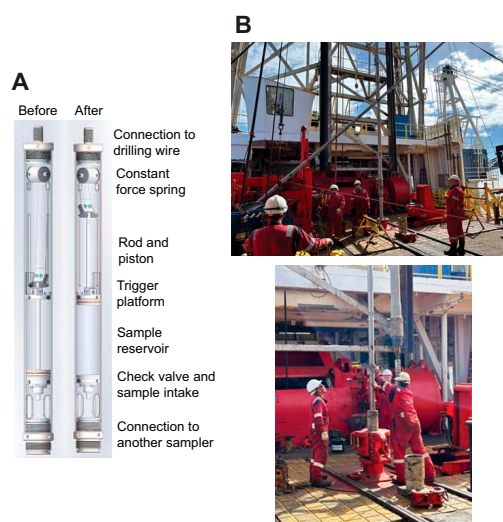 B
A
Before After
Connection to
drilling wire
Constant
force spring
Rod and
piston
Trigger
platform
Sample
reservoir
Check valve and
sample intake
Connection to
another sampler